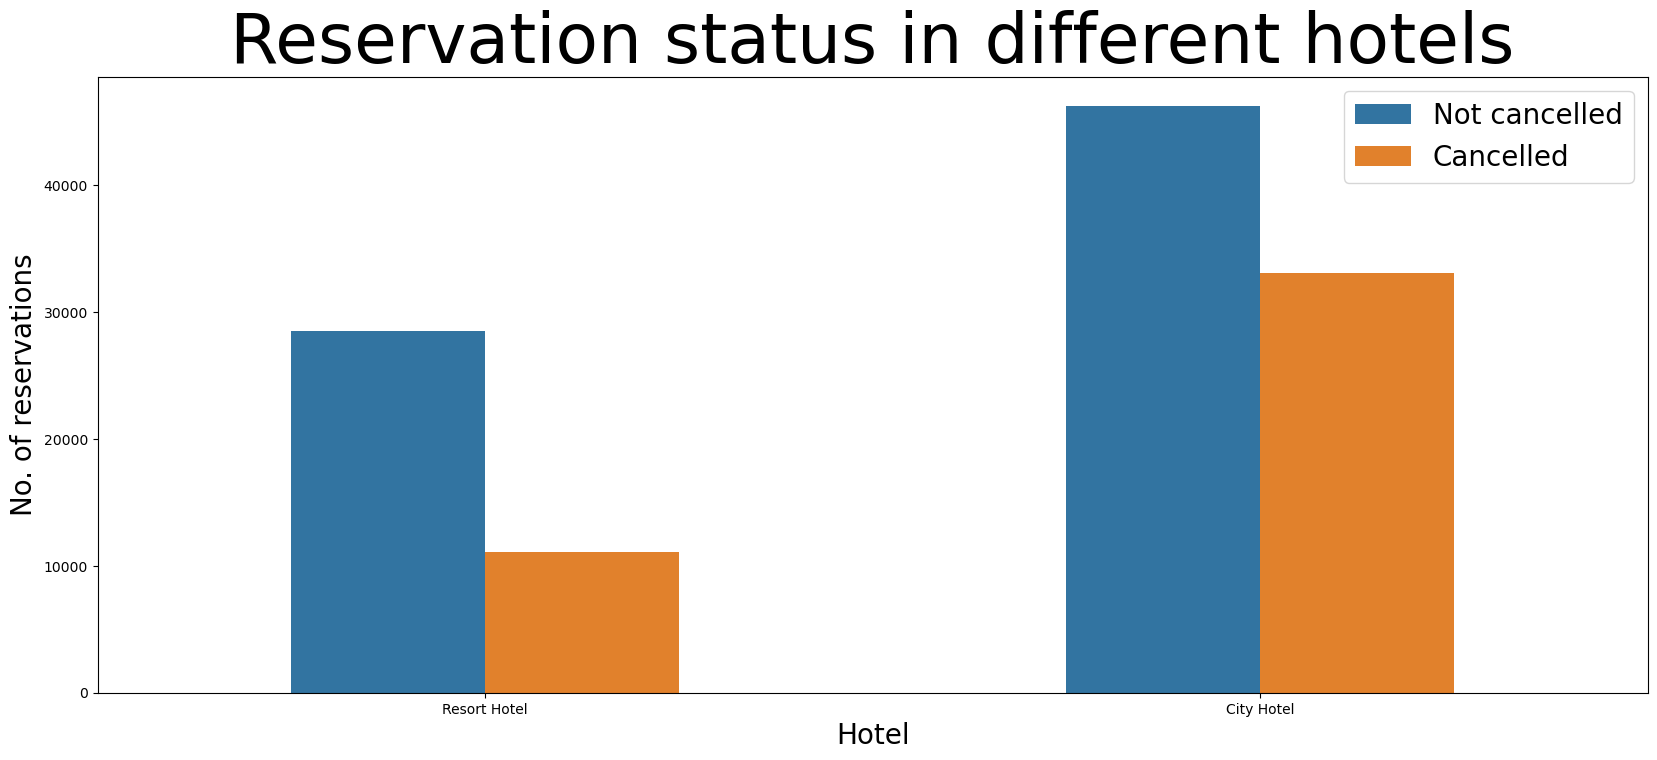 Reservation status in different hotels
Not cancelled
Cancelled
No. of reservations
40000
30000
20000
10000
0
Resort Hotel
City Hotel
Hotel